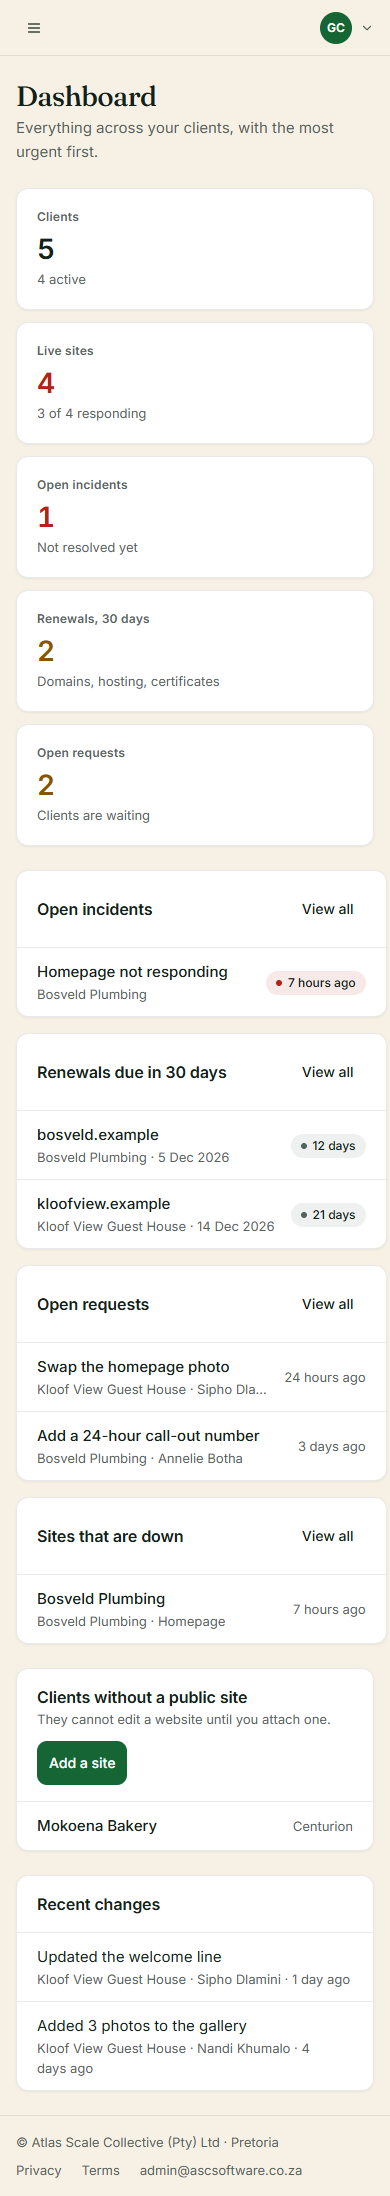 GC
Dashboard
Everything across your clients, with the most
urgent first.
Clients
5
4 active
Live sites
4
3 of 4 responding
Open incidents
1
Not resolved yet
Renewals, 30 days
2
Domains, hosting, certificates
Open requests
2
Clients are waiting
Open incidents View all
Homepage not responding
Bosveld Plumbing
7 hours ago
Renewals due in 30 days View all
bosveld.example
Bosveld Plumbing · 5 Dec 2026
12 days
kloofview.example
Kloof View Guest House · 14 Dec 2026
21 days
Open requests View all
Swap the homepage photo
Kloof View Guest House · Sipho Dla...
24 hours ago
Add a 24-hour call-out number
Bosveld Plumbing · Annelie Botha
3 days ago
Sites that are down View all
Bosveld Plumbing
Bosveld Plumbing · Homepage
7 hours ago
Clients without a public site
They cannot edit a website until you attach one.
Add a site
Mokoena Bakery Centurion
Recent changes
Updated the welcome line
Kloof View Guest House · Sipho Dlamini · 1 day ago
Added 3 photos to the gallery
Kloof View Guest House · Nandi Khumalo · 4
days ago
© Atlas Scale Collective (Pty) Ltd · Pretoria
Privacy Terms admin@ascsoftware.co.za